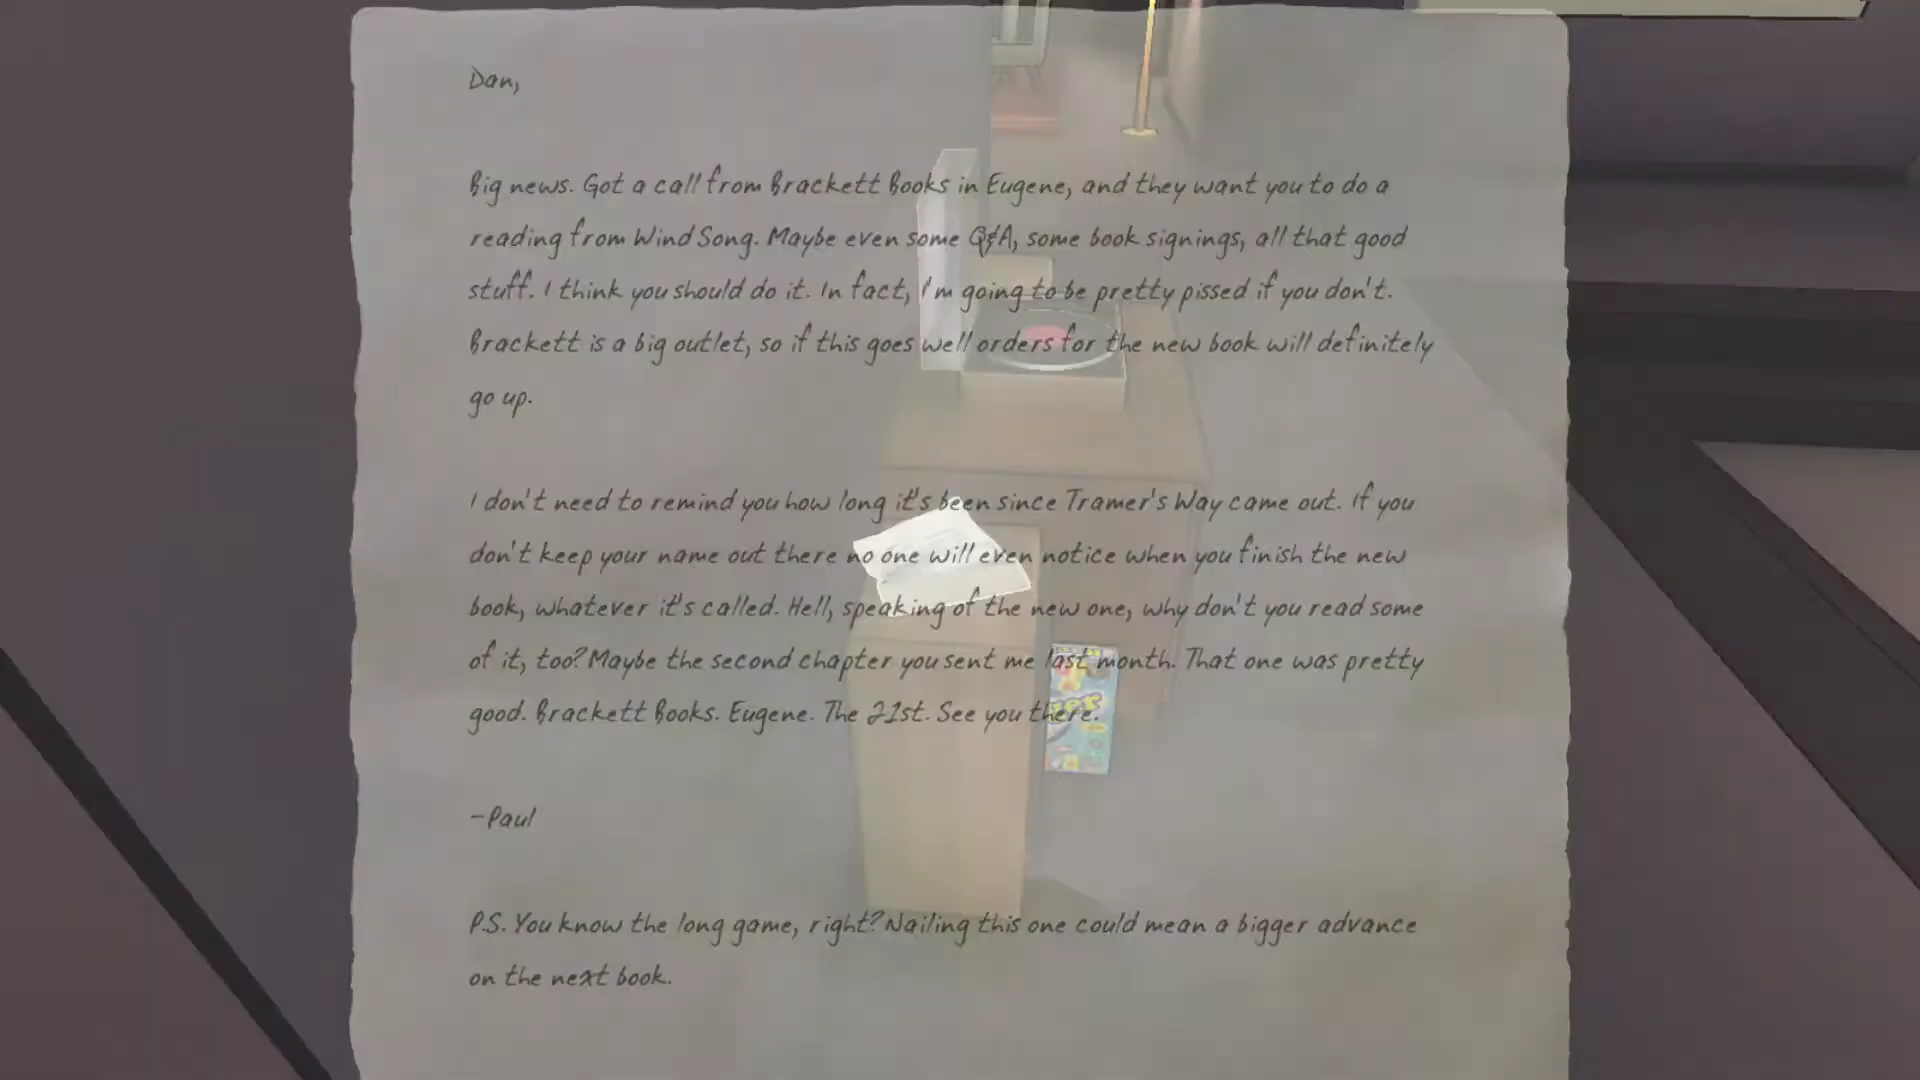 Dan,
Big news. Got a call from Brackett Books in Eugene, and they want you to do a
reading from Wind Song. Maybe even some Q&A, some book signings, all that good
stuff. I think you should do it. In fact, I'm going to be pretty pissed if you don't.
Brackett is a big outlet, so if this goes well orders for the new book will definitely
go up.
I don't need to remind you how long it's been since Tramer's Way came out. If you
don't keep your name out there no one will even notice when you finish the new
book, whatever it's called. Hell, speaking of the new one, why don't you read some
of it, too? Maybe the second chapter you sent me last month. That one was pretty
good. Brackett Books. Eugene. The 21st. See you there.
-Paul
P.S. You know the long game, right? Nailing this one could mean a bigger advance
on the next book.